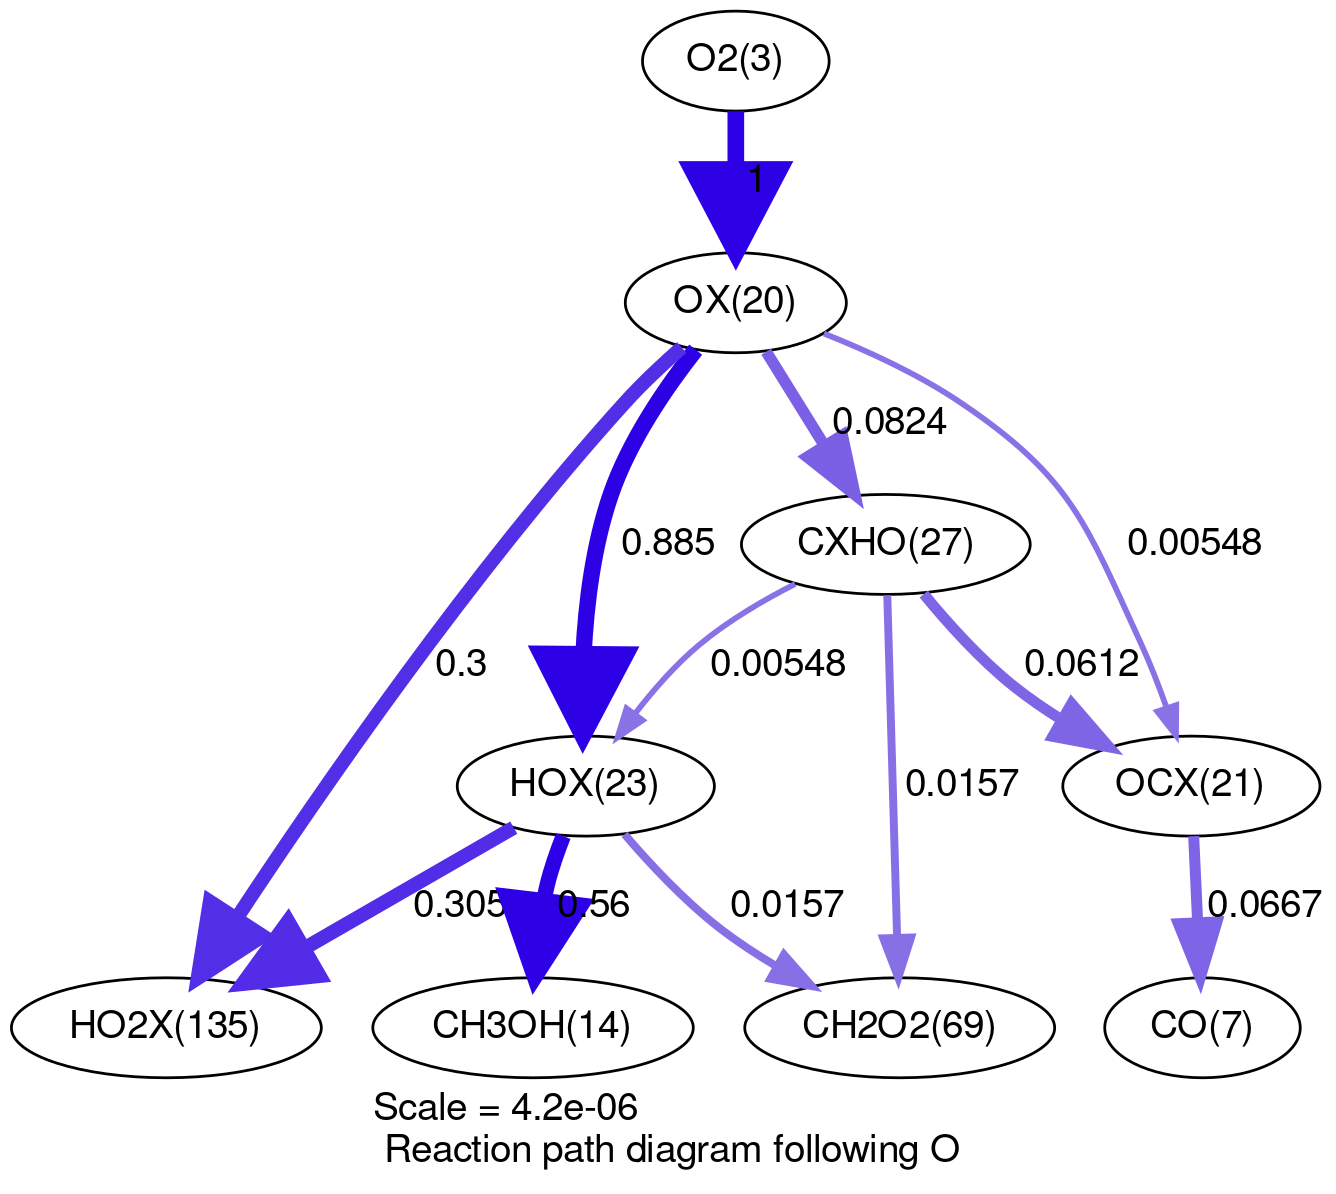 O2(3)
1
OX(20)
0.0824
0.885
CXHO(27)
0.00548
0.3
0.00548
0.0612
HOX(23)
0.0157
OCX(21)
0.305
0.56
0.0157
0.0667
HO2X(135)
CH3OH(14)
CH2O2(69)
CO(7)
Scale = 4.2e-06
Reaction path diagram following O